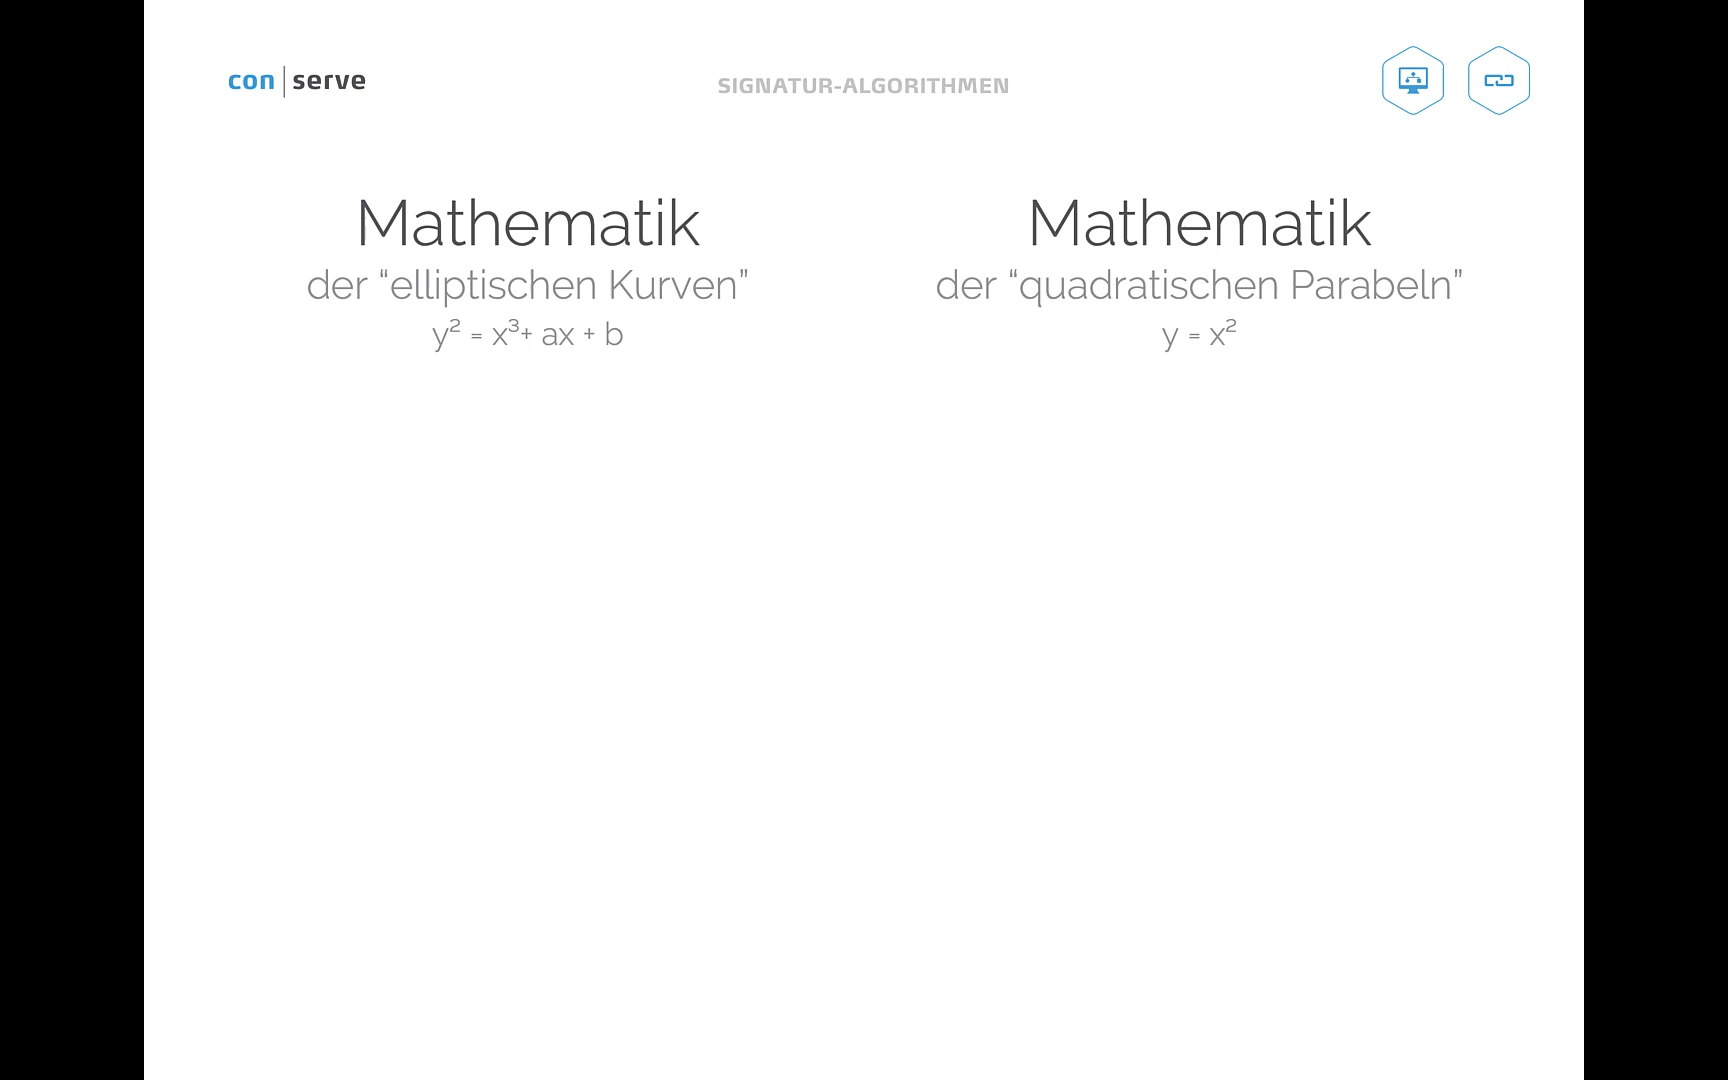 con|serve
SIGNATUR-ALGORITHMEN
Mathematik
der “elliptischen Kurven”
y² = x³+ ax + b
Mathematik
der “quadratischen Parabeln”
y = x²